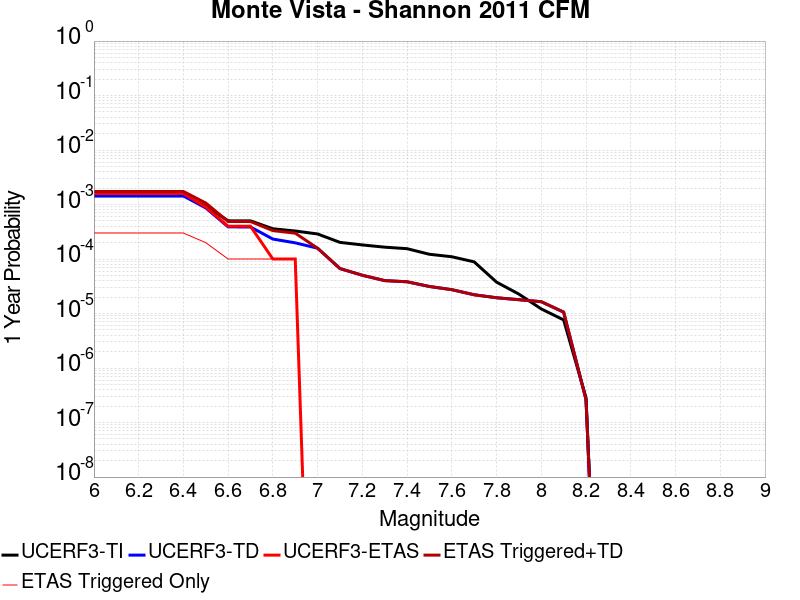 Monte Vista - Shannon 2011 CFM
10^0
10^-1
10^-2
10^-3
10^-4
10^-5
10^-6
10^-7
10^-8
1 Year Probability
6 6.2 6.4 6.6 6.8 7 7.2 7.4 7.6 7.8 8 8.2 8.4 8.6 8.8 9
Magnitude
UCERF3-TI UCERF3-TD UCERF3-ETAS ETAS Triggered+TD
ETAS Triggered Only